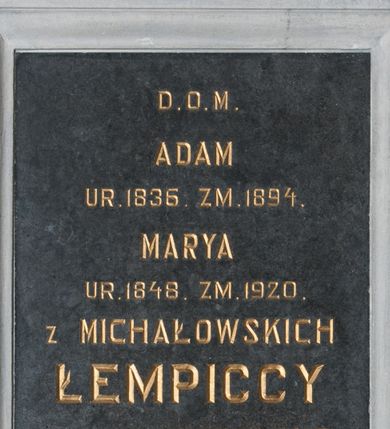 D.O.M.
ADAM
UR.1836. ZM.1894.
MARYA
UR.1848. ZM.1920.
z MICHAŁOWSKICH
ŁEMPICCY